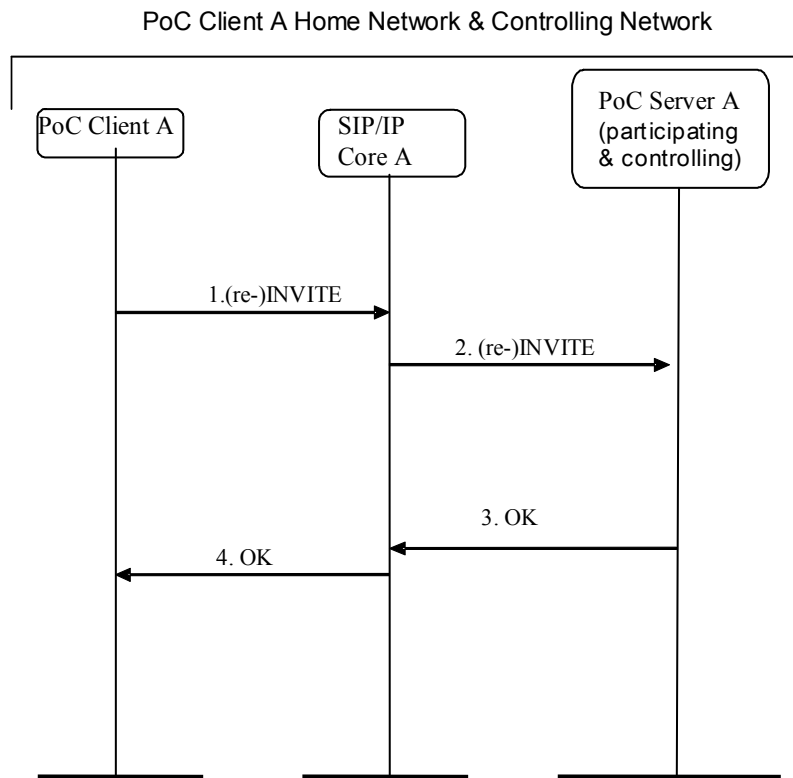 PoC Client A Home Network & Controlling Network
PoC Client A
SIP/IP
Core A
PoC Server A
(participating
& controlling)
1.(re-)INVITE
2. (re-)INVITE
3. OK
4. OK